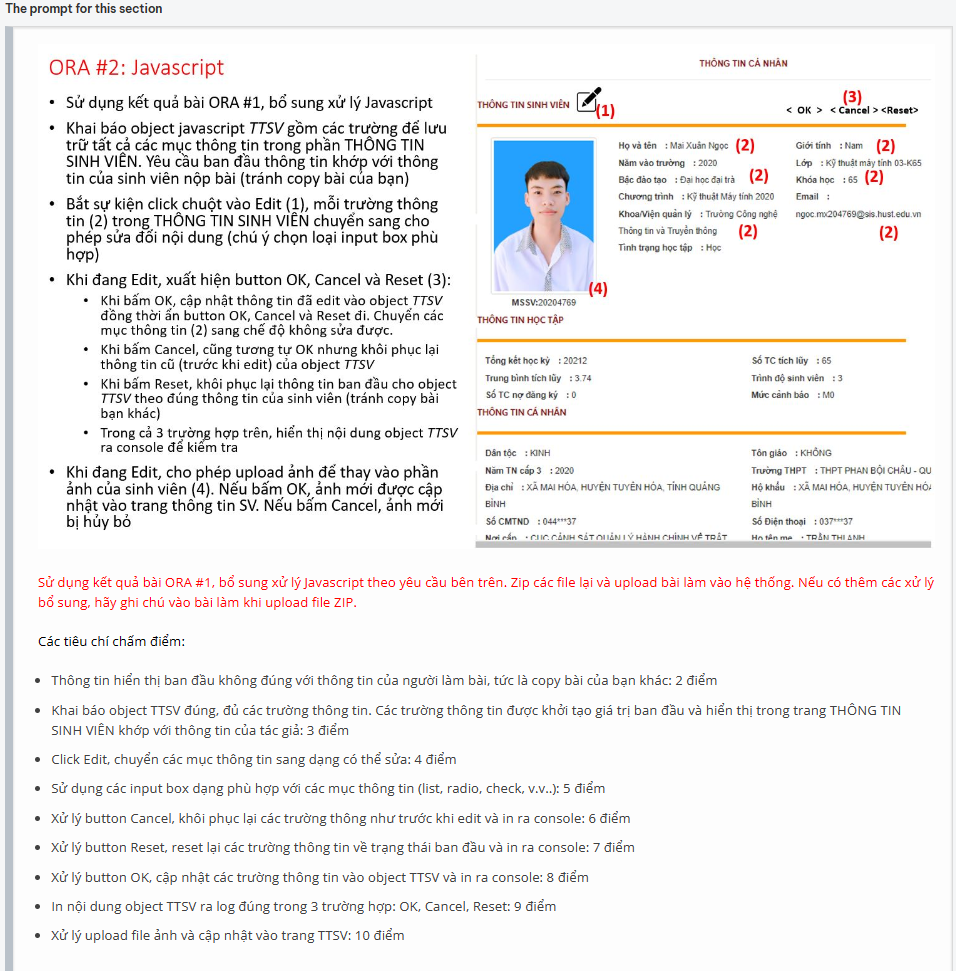 The prompt for this section
ORA #2: Javascript
• Sử dụng kết quả bài ORA #1, bổ sung xử lý Javascript
• Khai báo object javascript TTSV gồm các trường để lưu
trữ tất cả các mục thông tin trong phần THÔNG TIN
SINH VIÊN. Yêu cầu ban đầu thông tin khớp với thông
tin của sinh viên nộp bài (tránh copy bài của bạn)
• Bắt sự kiện click chuột vào Edit (1), mỗi trường thông
tin (2) trong THÔNG TIN SINH VIÊN chuyển sang cho
phép sửa đổi nội dung (chú ý chọn loại input box phù
hợp)
• Khi đang Edit, xuất hiện button OK, Cancel và Reset (3):
• Khi bấm OK, cập nhật thông tin đã edit vào object TTSV
đồng thời ẩn button OK, Cancel và Reset đi. Chuyển các
mục thông tin (2) sang chế độ không sửa được.
• Khi bấm Cancel, cũng tương tự OK nhưng khôi phục lại
thông tin cũ (trước khi edit) của object TTSV
• Khi bấm Reset, khôi phục lại thông tin ban đầu cho object
TTSV theo đúng thông tin của sinh viên (tránh copy bài
bạn khác)
• Trong cả 3 trường hợp trên, hiển thị nội dung object TTSV
ra console để kiểm tra
• Khi đang Edit, cho phép upload ảnh để thay vào phần
ảnh của sinh viên (4). Nếu bấm OK, ảnh mới được cập
nhật vào trang thông tin SV. Nếu bấm Cancel, ảnh mới
bị hủy bỏ
THÔNG TIN CÁ NHÂN
THÔNG TIN SINH VIÊN (1)
(3)
< OK > < Cancel > <Reset>
Họ và tên : Mai Xuân Ngọc (2) Giới tính : Nam (2)
Năm vào trường : 2020 Lớp : Kỹ thuật máy tính 03-K65
Bậc đào tạo : Đại học đại trà (2) Khóa học : 65 (2)
Chương trình : Kỹ thuật Máy tính 2020 Email :
Khoa/Viện quản lý : Trường Công nghệ ngoc.mx204769@sis.hust.edu.vn
Thông tin và Truyền thông (2) (2)
Tình trạng học tập : Học
(4)
MSSV:20204769
THÔNG TIN HỌC TẬP
Tổng kết học kỳ : 20212 Số TC tích lũy : 65
Trung bình tích lũy : 3.74 Trình độ sinh viên : 3
Số TC nợ đăng ký : 0 Mức cảnh báo : M0
THÔNG TIN CÁ NHÂN
Dân tộc : KINH Tôn giáo : KHÔNG
Năm TN cấp 3 : 2020 Trường THPT : THPT PHAN BỘI CHÂU - QU
Địa chỉ : XÃ MAI HÓA, HUYỆN TUYÊN HÓA, TỈNH QUẢNG Hộ khẩu : XÃ MAI HÓA, HUYỆN TUYÊN HÓA
BÌNH BÌNH
Số CMTND : 044***37 Số Điện thoại : 037***37
Nơi cấp : CỤC CẢNH SÁT QUẢN LÝ HÀNH CHÍNH VỀ TRẬT Họ tên mẹ : TRẦN THỊ ANH
Sử dụng kết quả bài ORA #1, bổ sung xử lý Javascript theo yêu cầu bên trên. Zip các file lại và upload bài làm vào hệ thống. Nếu có thêm các xử lý
bổ sung, hãy ghi chú vào bài làm khi upload file ZIP.
Các tiêu chí chấm điểm:
• Thông tin hiển thị ban đầu không đúng với thông tin của người làm bài, tức là copy bài của bạn khác: 2 điểm
• Khai báo object TTSV đúng, đủ các trường thông tin. Các trường thông tin được khởi tạo giá trị ban đầu và hiển thị trong trang THÔNG TIN
SINH VIÊN khớp với thông tin của tác giả: 3 điểm
• Click Edit, chuyển các mục thông tin sang dạng có thể sửa: 4 điểm
• Sử dụng các input box dạng phù hợp với các mục thông tin (list, radio, check, v.v..): 5 điểm
• Xử lý button Cancel, khôi phục lại các trường thông như trước khi edit và in ra console: 6 điểm
• Xử lý button Reset, reset lại các trường thông tin về trạng thái ban đầu và in ra console: 7 điểm
• Xử lý button OK, cập nhật các trường thông tin vào object TTSV và in ra console: 8 điểm
• In nội dung object TTSV ra log đúng trong 3 trường hợp: OK, Cancel, Reset: 9 điểm
• Xử lý upload file ảnh và cập nhật vào trang TTSV: 10 điểm